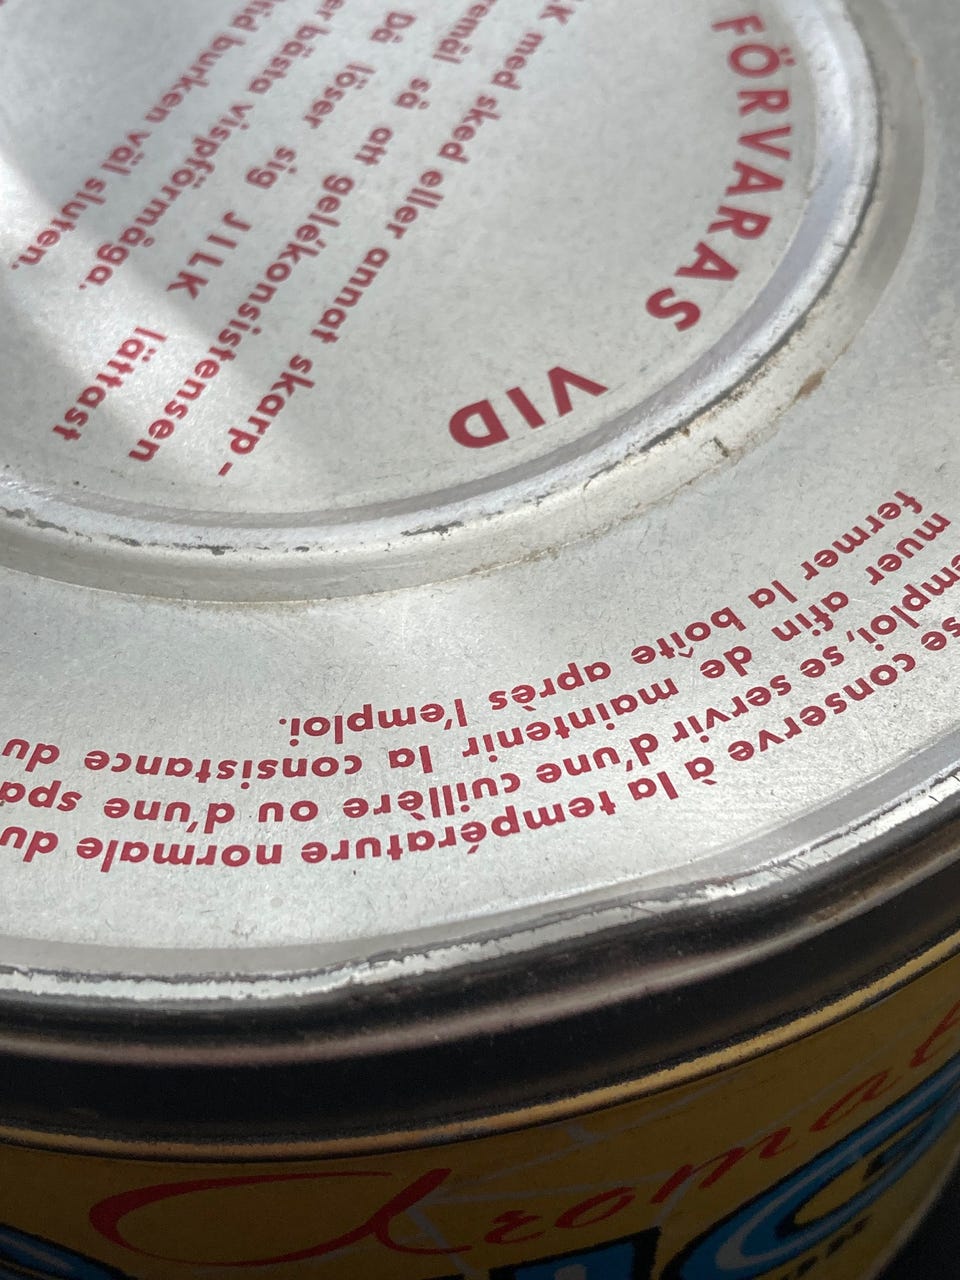 se conserve à la température normale du
emploi, se servir d'une cuillère ou d'une spa
muer afin de maintenir la consistance du
fermer la boîte après l'emploi.
FÖRVARAS VID
K med sked eller annat skarp-
remål så att gelékonsistensen
Då löser sig JILK lättast
er bästa vispförmåga.
burken väl sluten.
Aroma